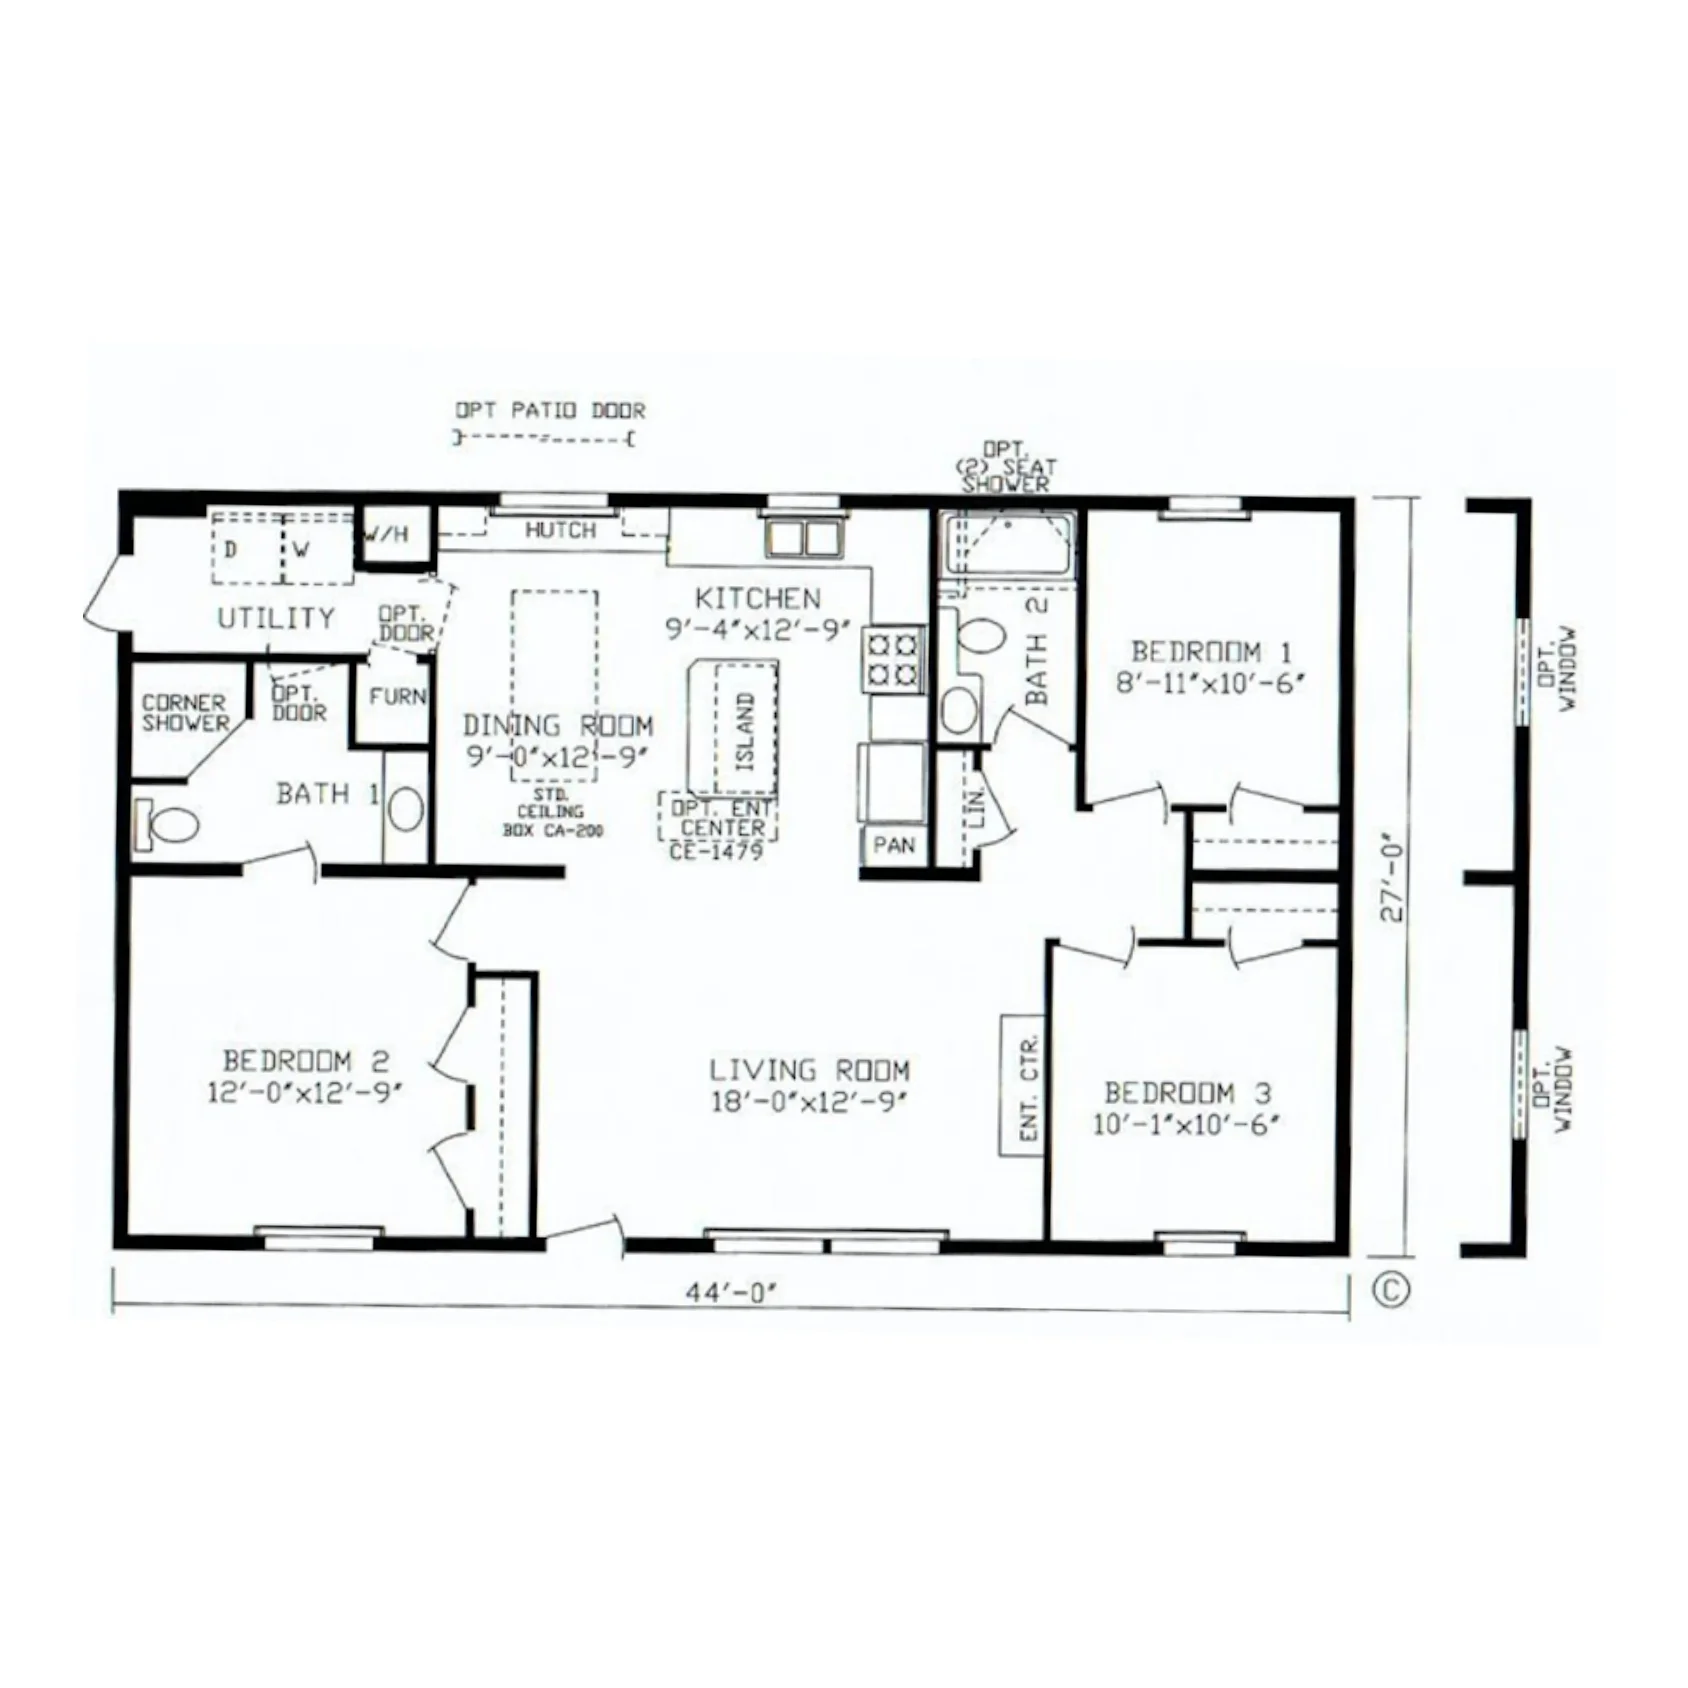 OPT PATIO DOOR
OPT.
(2) SEAT
SHOWER
D
W
W/H
HUTCH
UTILITY
OPT.
DOOR
KITCHEN
9'-4"x12'-9"
BATH 2
BEDROOM 1
8'-11"x10'-6"
OPT.
WINDOW
CORNER
SHOWER
OPT.
DOOR
FURN
DINING ROOM
9'-0"x12'-9"
ISLAND
BATH 1
STD.
CEILING
BOX CA-200
OPT. ENT
CENTER
CE-1479
PAN
LIN.
27'-0"
BEDROOM 2
12'-0"x12'-9"
LIVING ROOM
18'-0"x12'-9"
ENT. CTR.
BEDROOM 3
10'-1"x10'-6"
OPT.
WINDOW
44'-0"
©